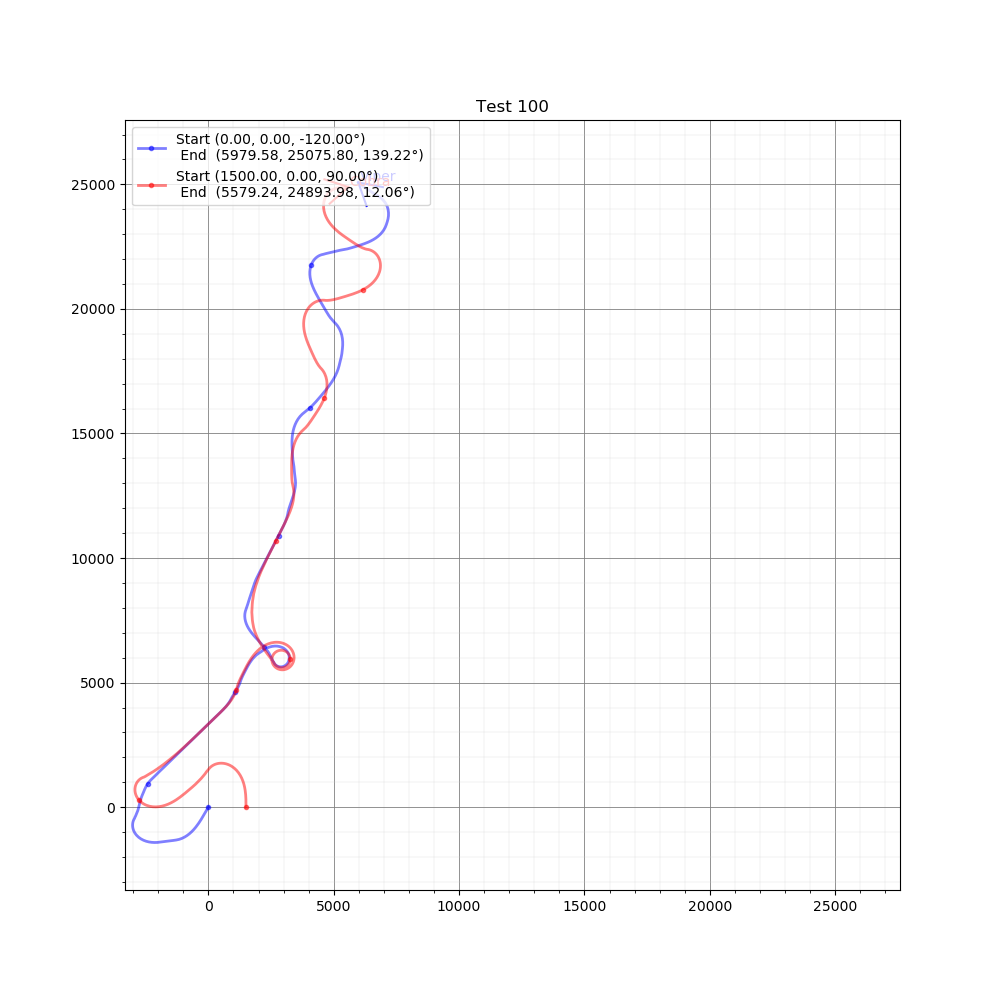 Test 100
Start (0.00, 0.00, -120.00°)
End (5979.58, 25075.80, 139.22°)
Start (1500.00, 0.00, 90.00°)
End (5579.24, 24893.98, 12.06°)
25000
20000
15000
10000
5000
0
0 5000 10000 15000 20000 25000